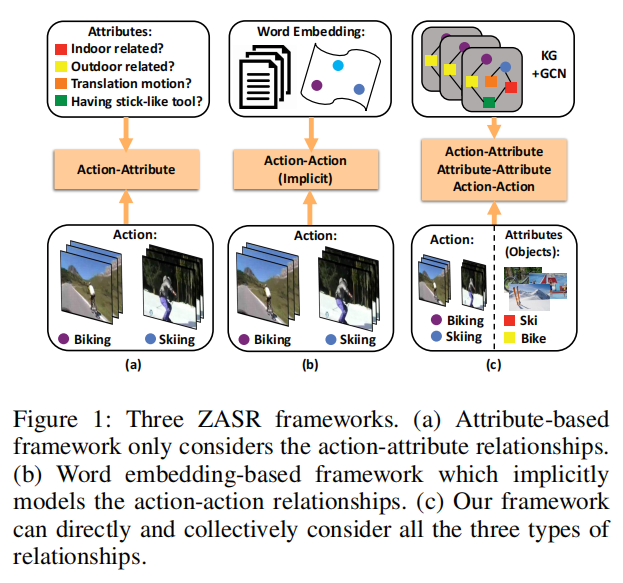 Attributes:
Indoor related?
Outdoor related?
Translation motion?
Having stick-like tool?
Action-Attribute
Action:
Biking
Skiing
(a)
Word Embedding:
Action-Action
(Implicit)
Action:
Biking
Skiing
(b)
KG
+GCN
Action-Attribute
Attribute-Attribute
Action-Action
Action:
Biking
Skiing
Attributes
(Objects):
Ski
Bike
(c)
Figure 1: Three ZASR frameworks. (a) Attribute-based
framework only considers the action-attribute relationships.
(b) Word embedding-based framework which implicitly
models the action-action relationships. (c) Our framework
can directly and collectively consider all the three types of
relationships.